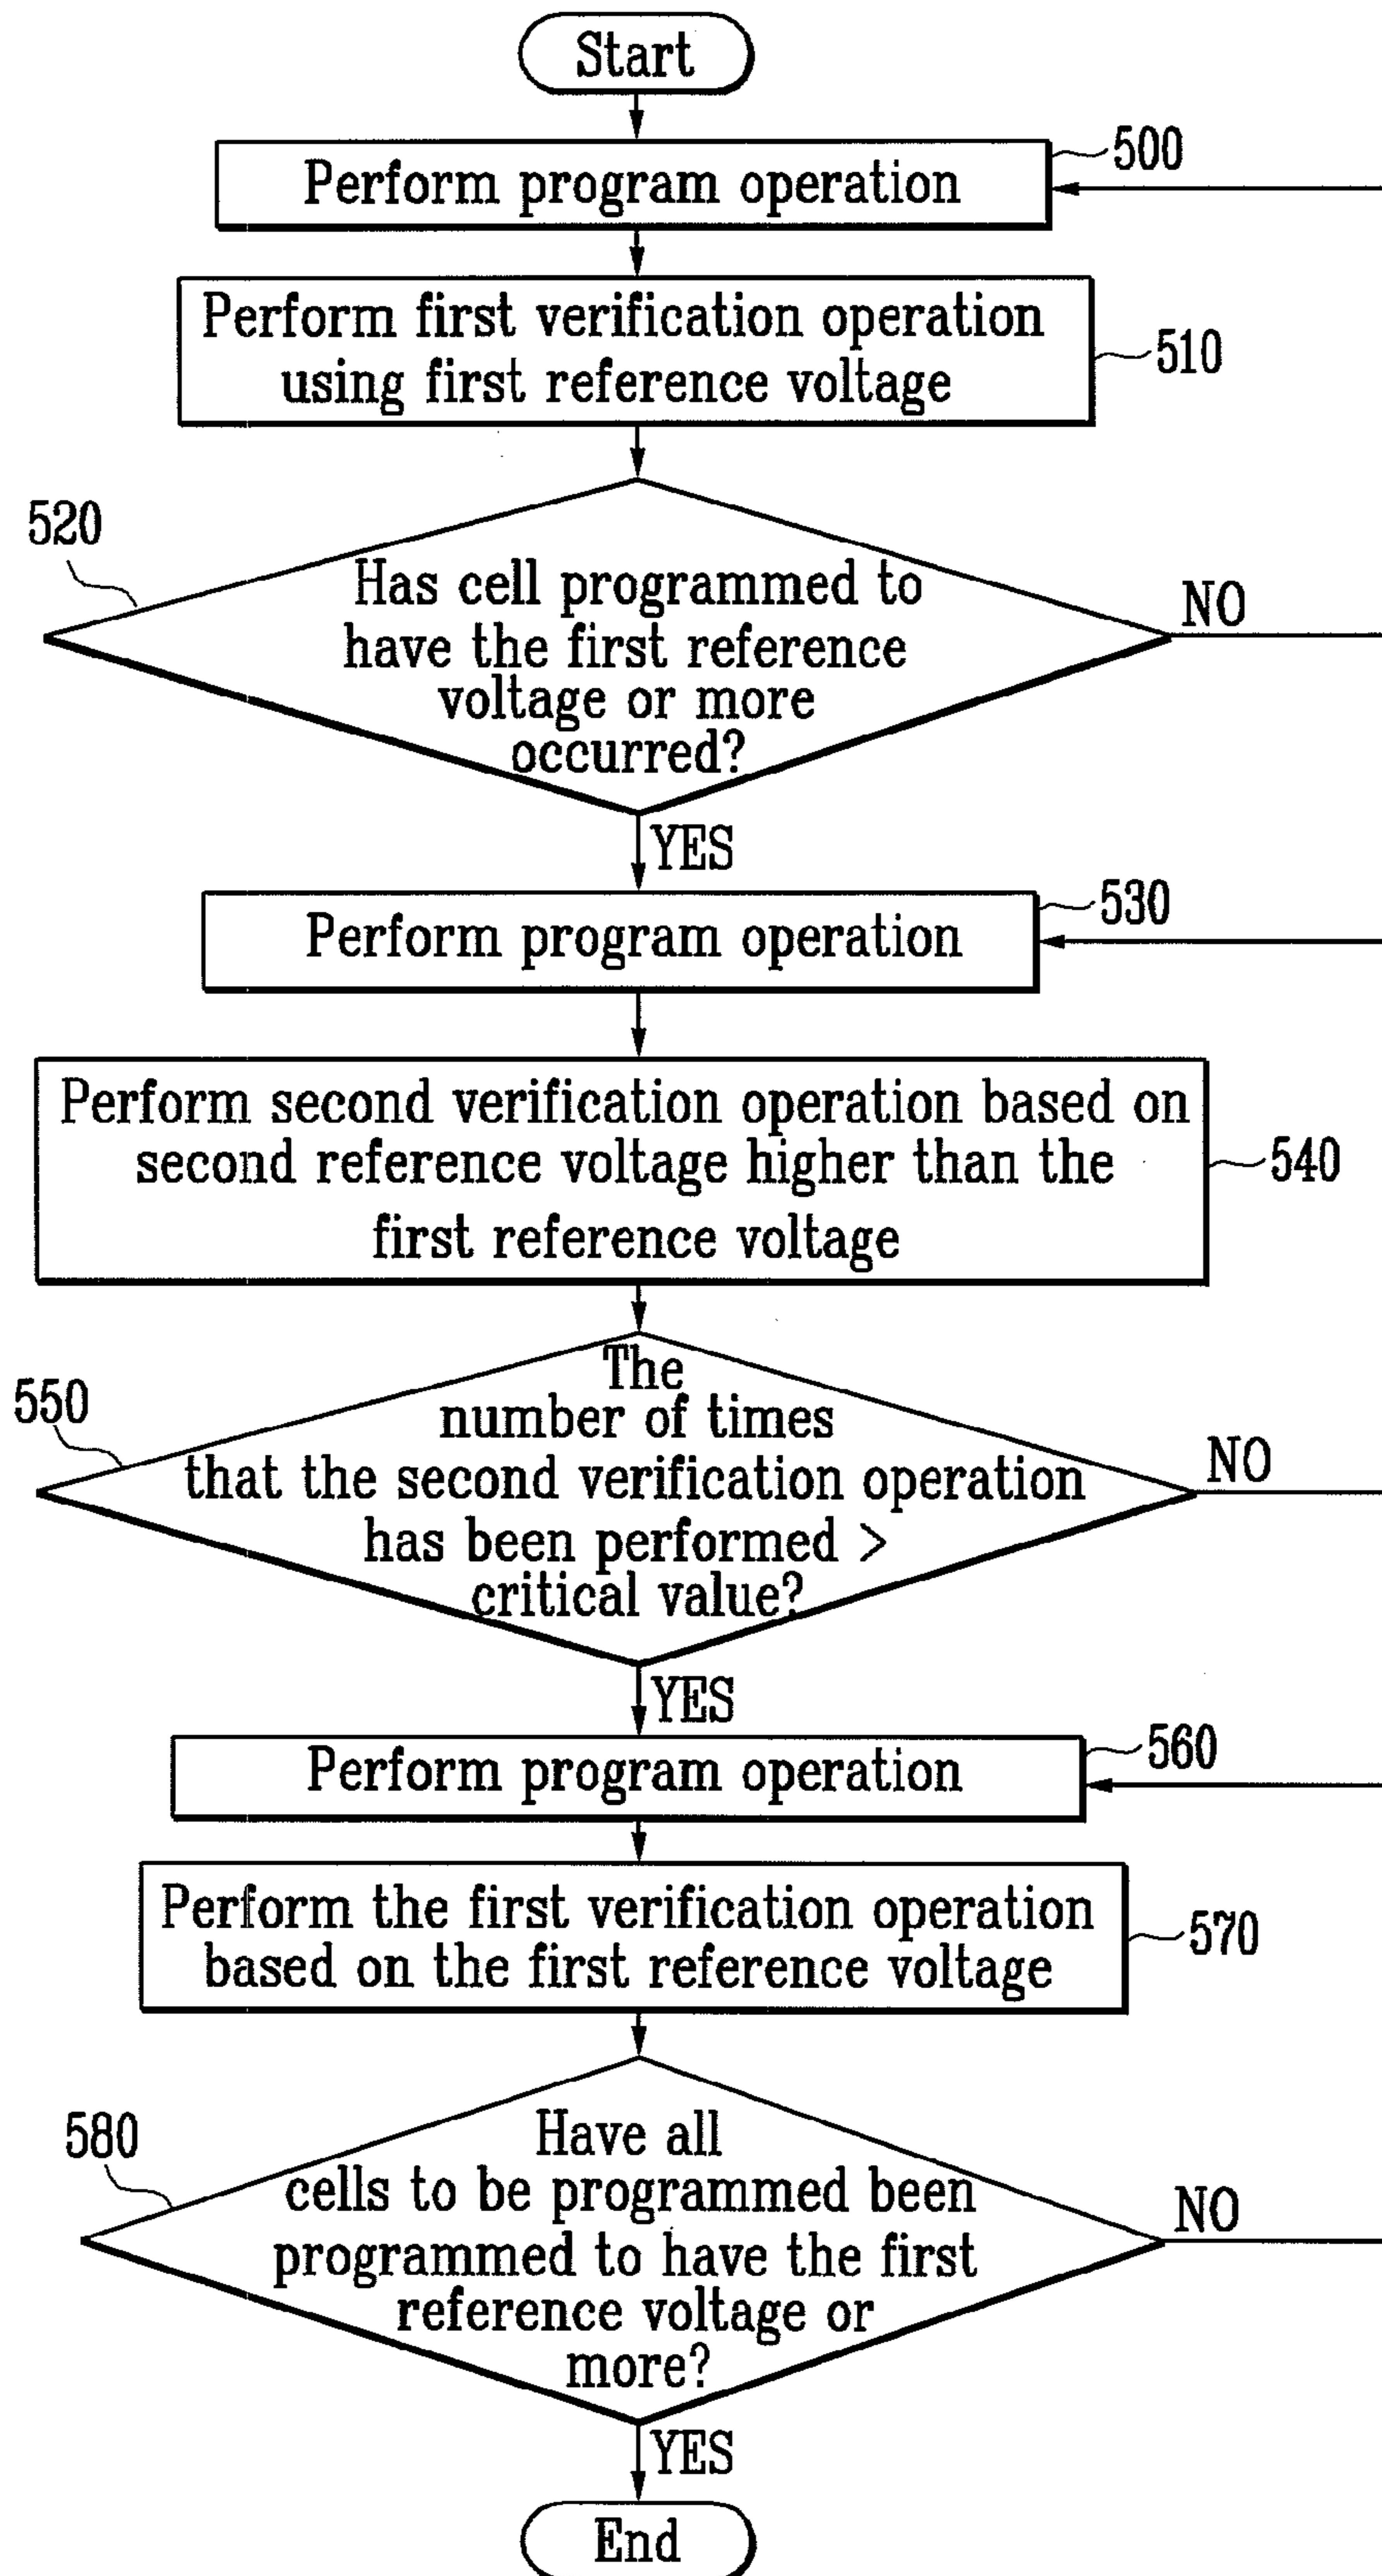 Start
Perform program operation
500
Perform first verification operation
using first reference voltage
510
520
Has cell programmed to
have the first reference
voltage or more
occurred?
NO
YES
Perform program operation
530
Perform second verification operation based on
second reference voltage higher than the
first reference voltage
540
550
The
number of times
that the second verification operation
has been performed >
critical value?
NO
YES
Perform program operation
560
Perform the first verification operation
based on the first reference voltage
570
580
Have all
cells to be programmed been
programmed to have the first
reference voltage or
more?
NO
YES
End